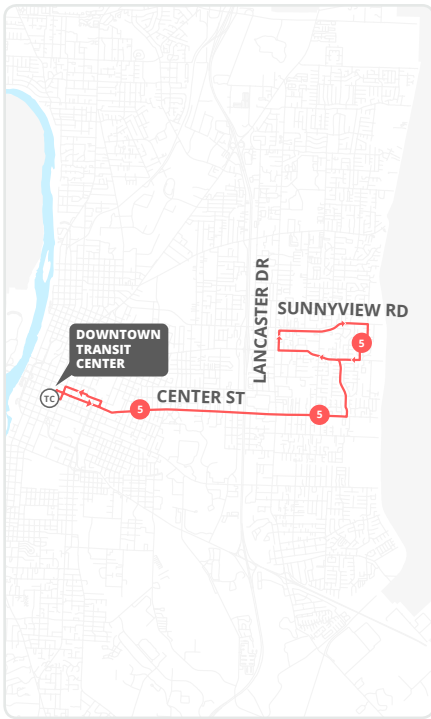 LANCASTER DR
SUNNYVIEW RD
5
DOWNTOWN
TRANSIT
CENTER
TC
CENTER ST
5
5